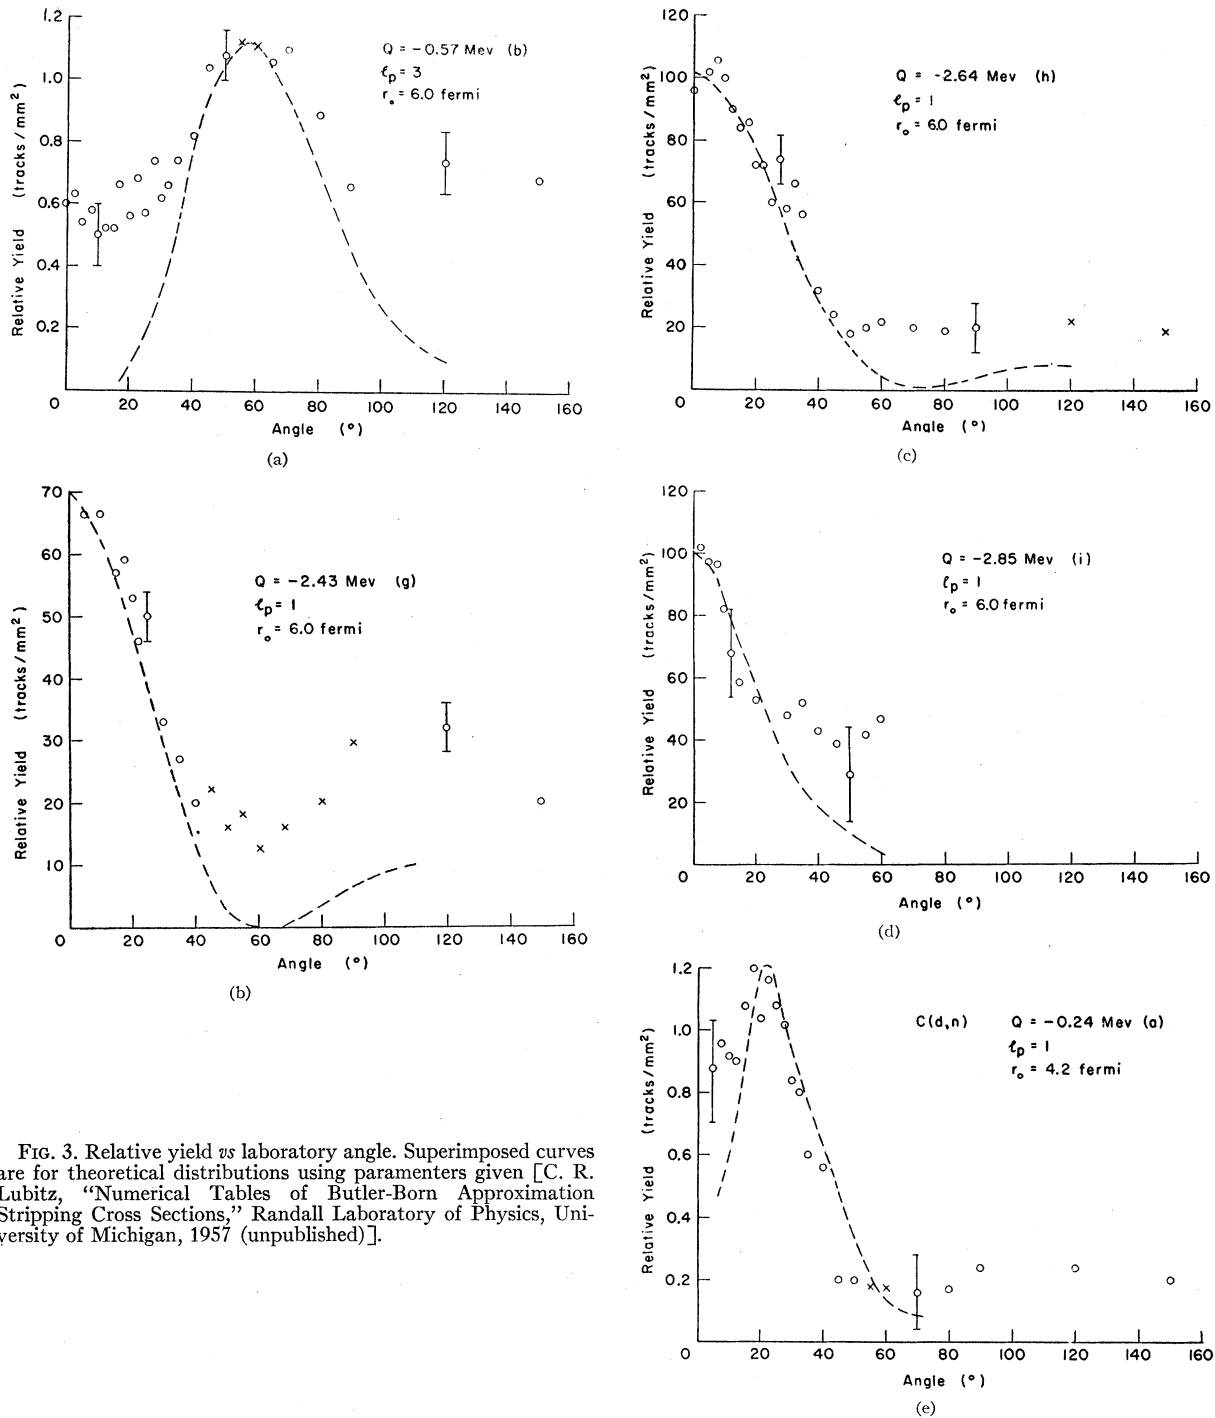 1.2
1.0
0.8
0.6
0.4
0.2
Relative Yield (tracks/mm²)
Q = −0.57 Mev (b)
ℓp = 3
r₀ = 6.0 fermi
0 20 40 60 80 100 120 140 160
Angle (°)
(a)
70
60
50
40
30
20
10
Relative Yield (tracks/mm²)
Q = −2.43 Mev (g)
ℓp = 1
r₀ = 6.0 fermi
0 20 40 60 80 100 120 140 160
Angle (°)
(b)
FIG. 3. Relative yield vs laboratory angle. Superimposed curves
are for theoretical distributions using paramenters given [C. R.
Lubitz, “Numerical Tables of Butler-Born Approximation
Stripping Cross Sections,” Randall Laboratory of Physics, Uni-
versity of Michigan, 1957 (unpublished)].
120
100
80
60
40
20
Relative Yield (tracks/mm²)
Q = -2.64 Mev (h)
ℓp = 1
r₀ = 6.0 fermi
0 20 40 60 80 100 120 140 160
Angle (°)
(c)
120
100
80
60
40
20
Relative Yield (tracks/mm²)
Q = −2.85 Mev (i)
ℓp = 1
r₀ = 6.0 fermi
0 20 40 60 80 100 120 140 160
Angle (°)
(d)
1.2
1.0
0.8
0.6
0.4
0.2
Relative Yield (tracks/mm²)
C(d,n) Q = −0.24 Mev (a)
ℓp = 1
r₀ = 4.2 fermi
0 20 40 60 80 100 120 140 160
Angle (°)
(e)